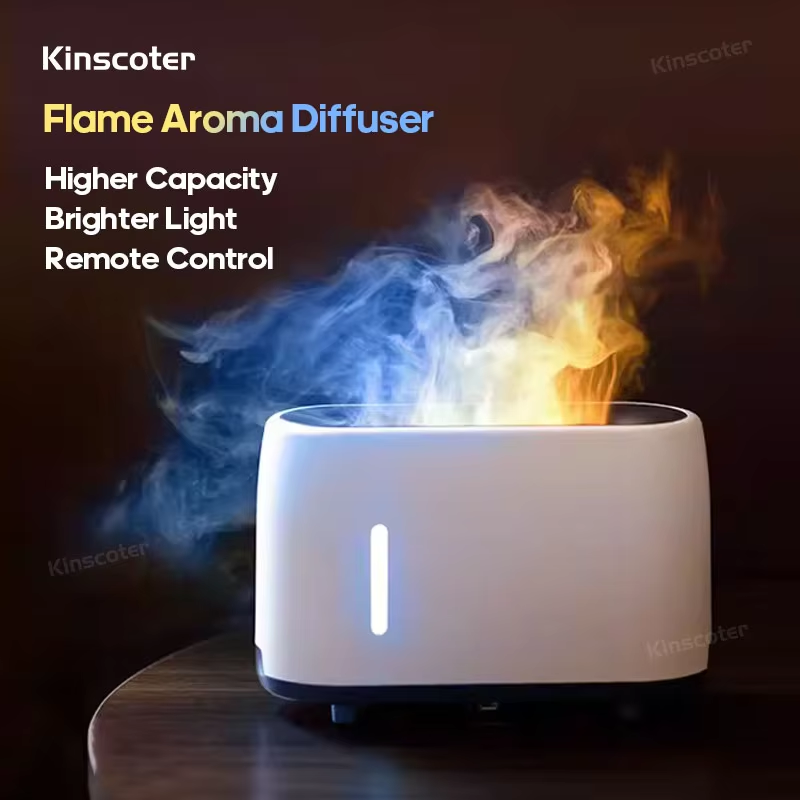 Kinscoter
Kinscoter
Flame Aroma Diffuser
Higher Capacity
Brighter Light
Remote Control
Kinscoter
Kinscoter